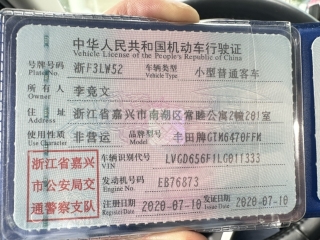 中华人民共和国机动车行驶证
Vehicle License of the People's Republic of China
号牌号码 浙F3LW52 车辆类型 小型普通客车
Plate No. Vehicle Type
所有人 李竟文
Owner
住址 浙江省嘉兴市南湖区常睦公寓2幢201室
Address
使用性质 非营运 品牌型号 丰田牌GTM6470FFM
Use Character Model
浙江省嘉兴
市公安局交
通警察支队
车辆识别代号 LVGD656F1LG011333
VIN
发动机号码 EB76873
Engine No.
注册日期 2020-07-10 发证日期 2020-07-10
Register Date Issue Date